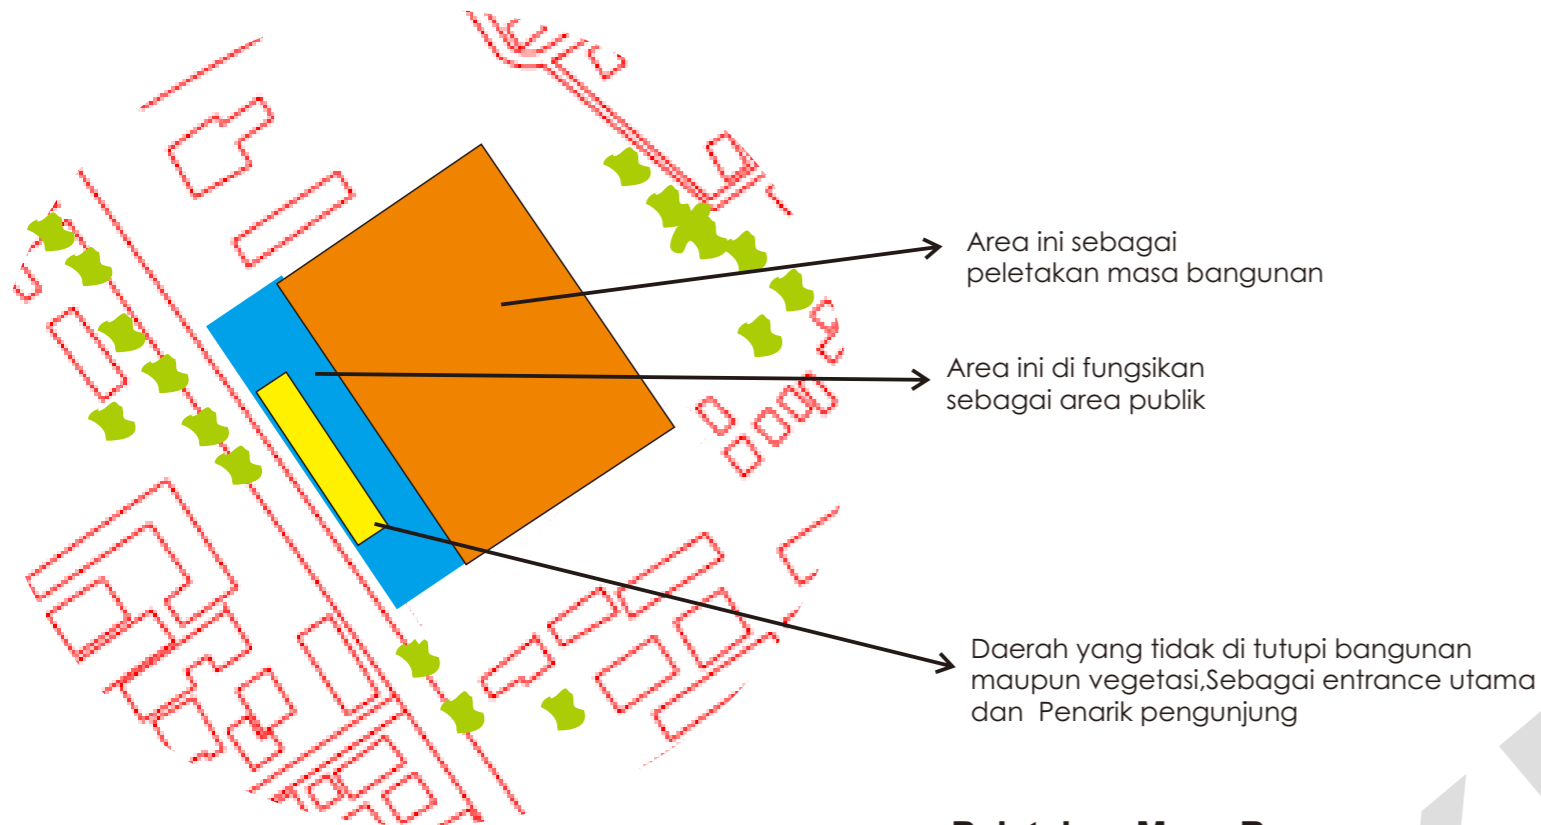 Area ini sebagai
peletakan masa bangunan
Area ini di fungsikan
sebagai area publik
Daerah yang tidak di tutupi bangunan
maupun vegetasi,Sebagai entrance utama
dan Penarik pengunjung